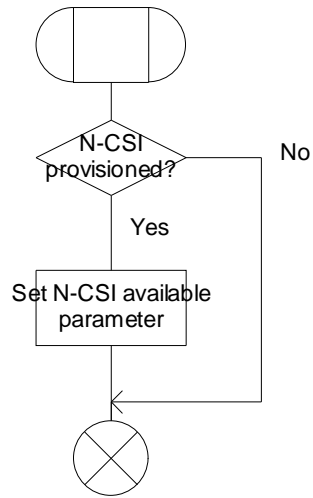 N-CSI
provisioned?
No
Yes
Set N-CSI available
parameter